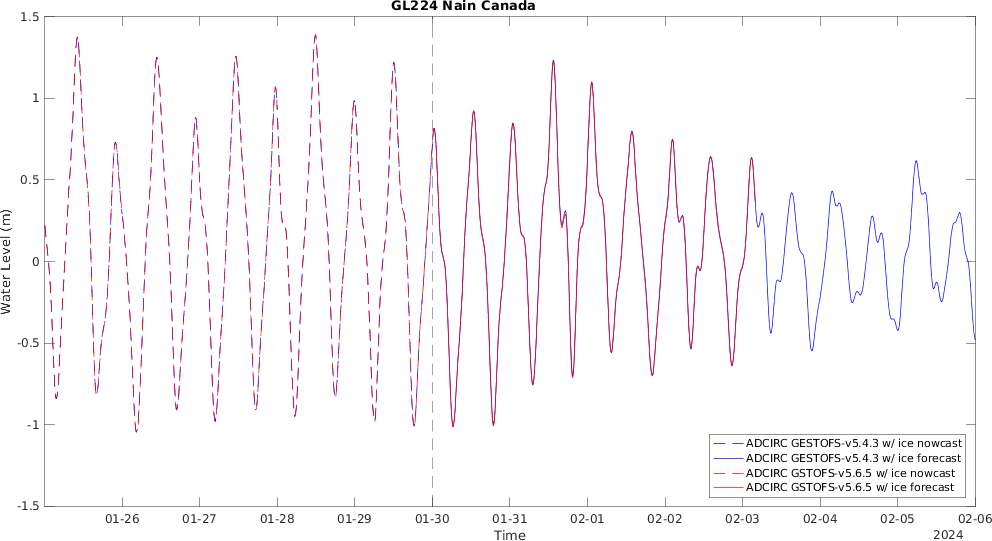 GL224 Nain Canada
Water Level (m)
1.5
1
0.5
0
-0.5
-1
-1.5
ADCIRC GESTOFS-v5.4.3 w/ ice nowcast
ADCIRC GESTOFS-v5.4.3 w/ ice forecast
ADCIRC GSTOFS-v5.6.5 w/ ice nowcast
ADCIRC GSTOFS-v5.6.5 w/ ice forecast
01-26 01-27 01-28 01-29 01-30 01-31 02-01 02-02 02-03 02-04 02-05 02-06
Time
2024